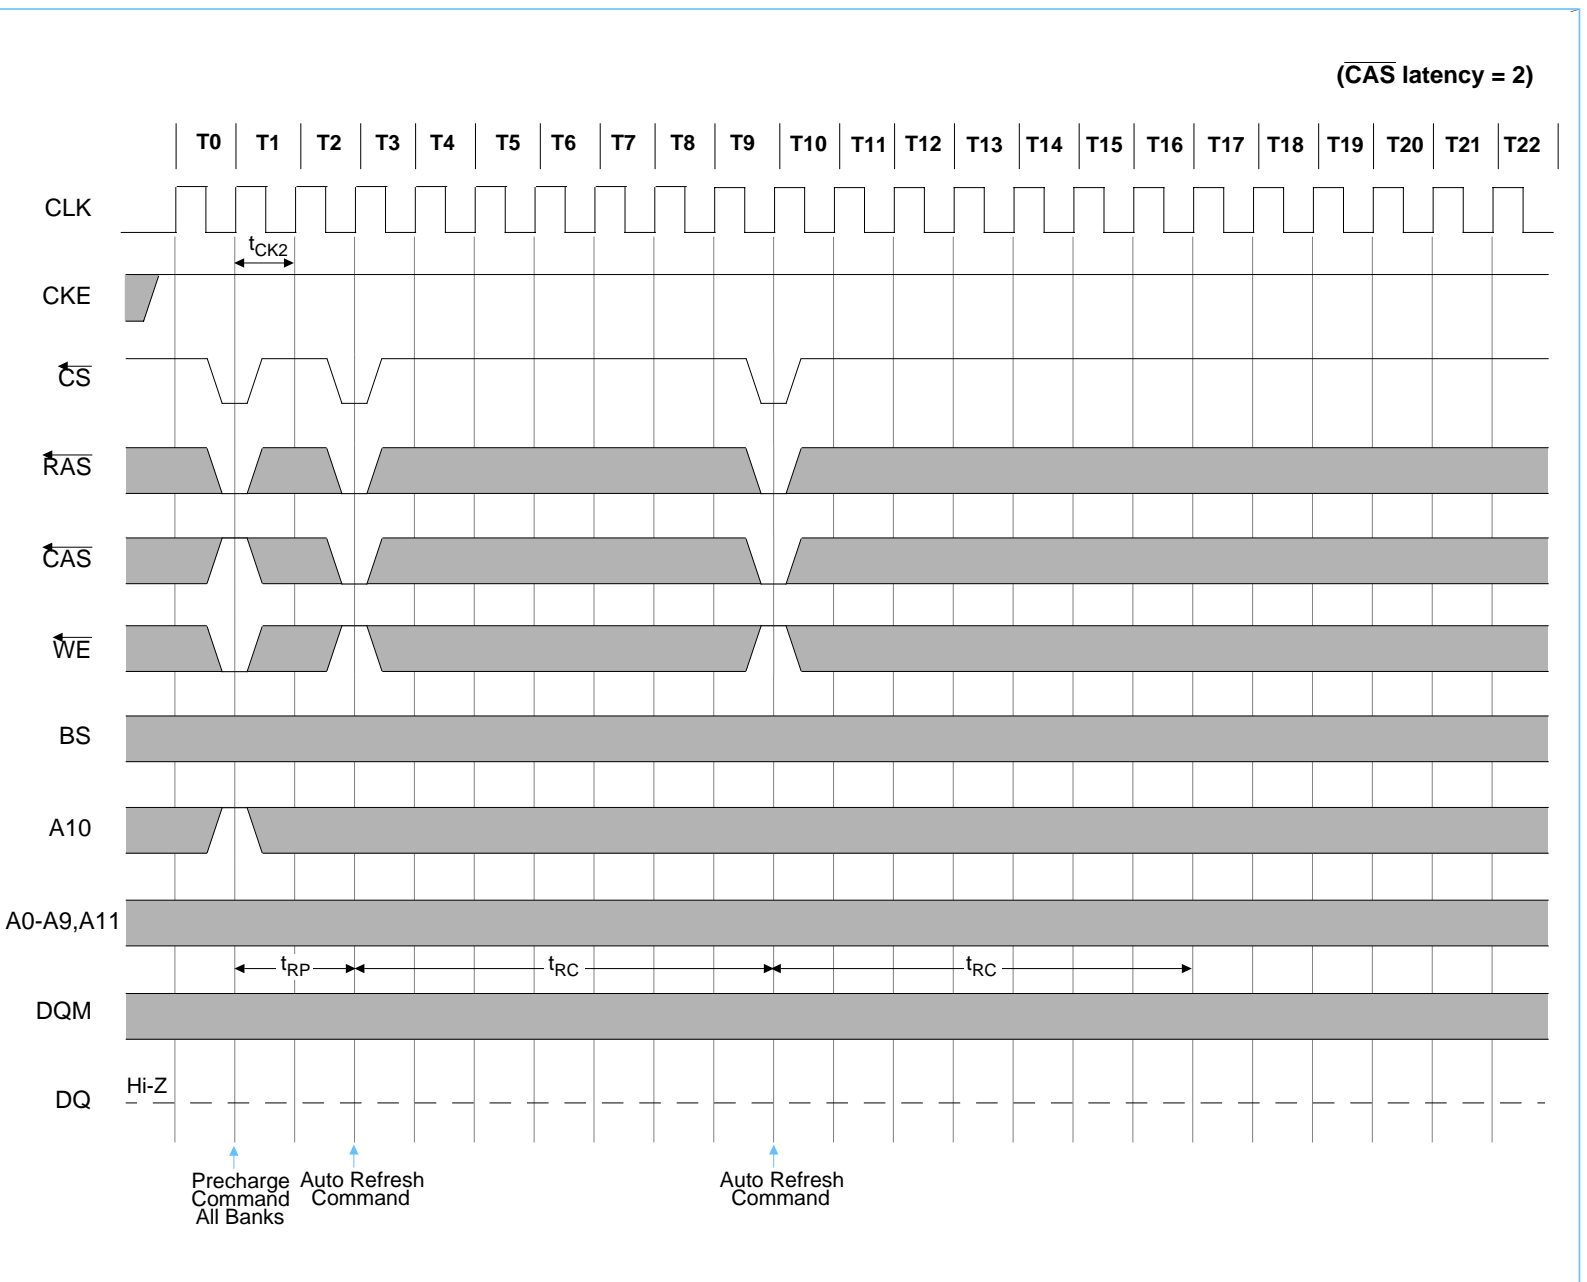 (CAS latency = 2)
T0 T1 T2 T3 T4 T5 T6 T7 T8 T9 T10 T11 T12 T13 T14 T15 T16 T17 T18 T19 T20 T21 T22
CLK
tCK2
CKE
CS
RAS
CAS
WE
BS
A10
A0-A9,A11
tRP tRC tRC
DQM
Hi-Z
DQ
Precharge
Command
All Banks
Auto Refresh
Command
Auto Refresh
Command